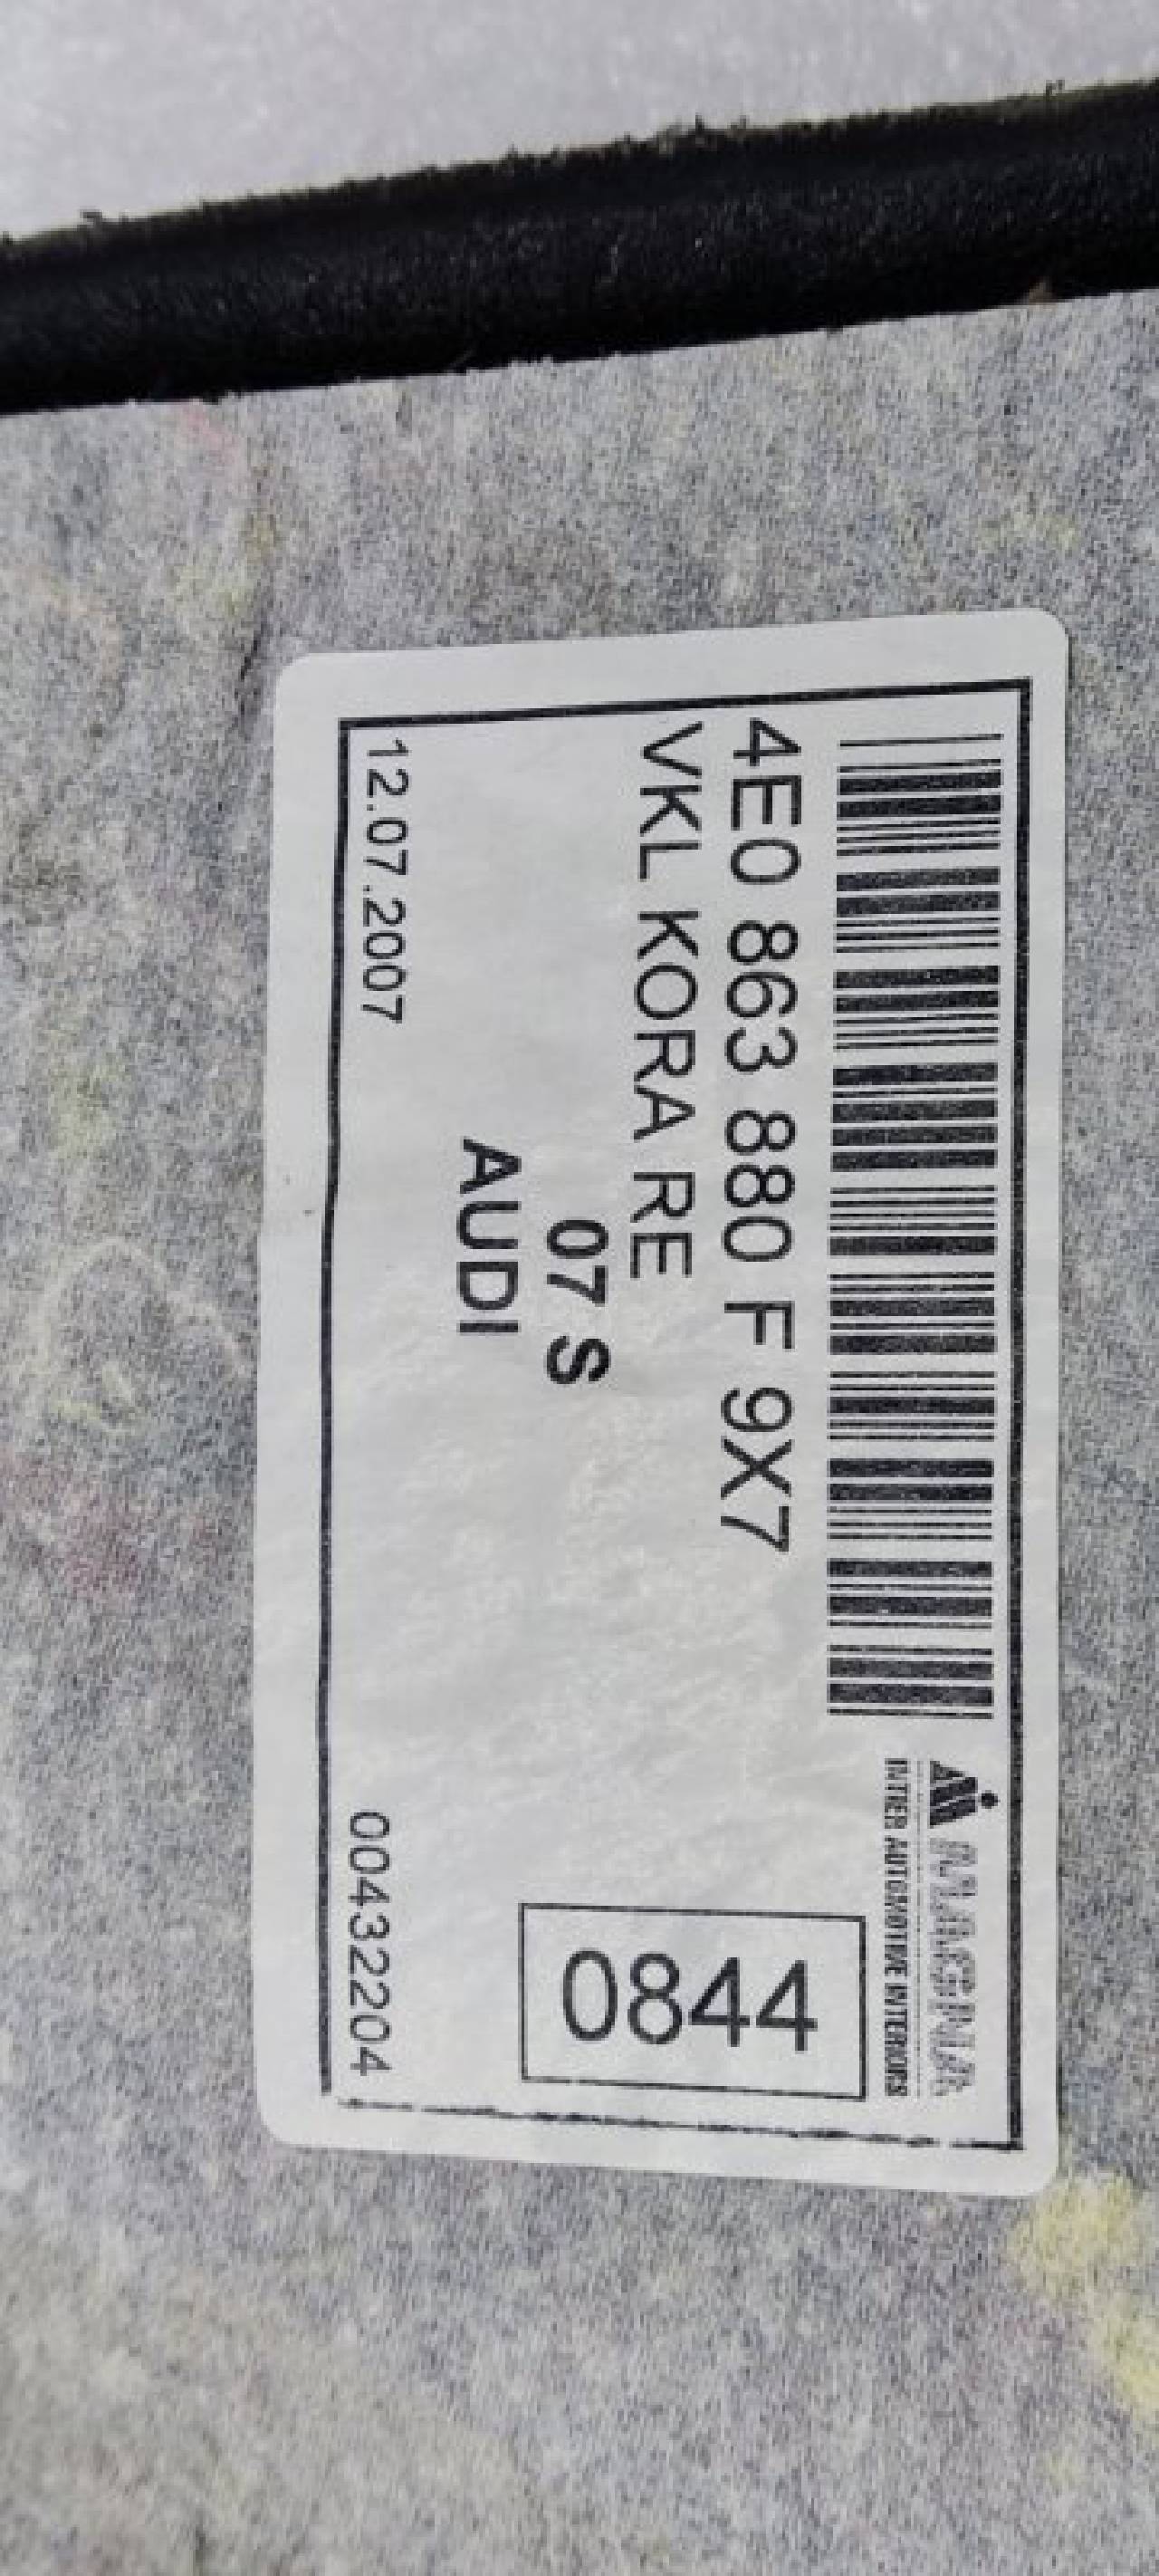 MAGNA
INTIER AUTOMOTIVE INTERIORS
4E0 863 880 F 9X7
VKL KORA RE
0844
07 S
AUDI
12.07.2007
00432204